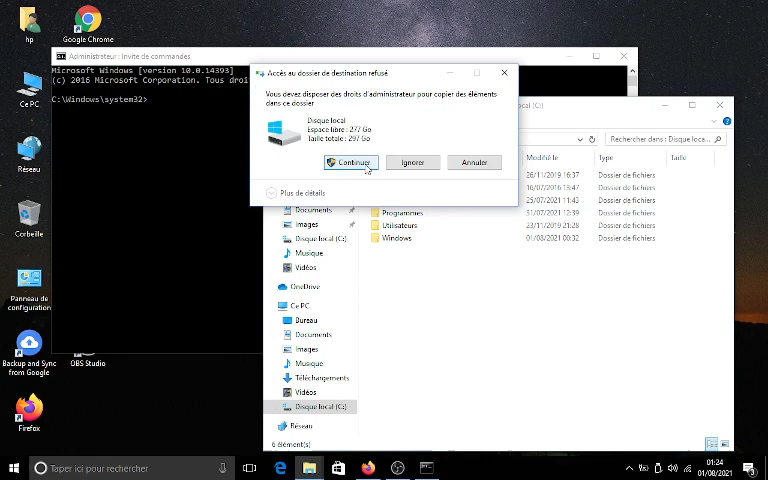 hp
Google Chrome
Ce PC
Réseau
Corbeille
Panneau de
configuration
Backup and Sync
from Google
OBS Studio
Firefox
Administrateur : Invite de commandes
Microsoft Windows [version 10.0.14393]
(c) 2016 Microsoft Corporation. Tous droi
C:\Windows\system32>
Accès au dossier de destination refusé
Vous devez disposer des droits d'administrateur pour copier des éléments
dans ce dossier
Disque local
Espace libre : 277 Go
Taille totale : 297 Go
Continuer
Ignorer
Annuler
Plus de détails
ocal (C:)
Rechercher dans : Disque loca...
Modifié le
Type
Taille
26/11/2019 16:37 Dossier de fichiers
16/07/2016 13:47 Dossier de fichiers
25/07/2021 11:43 Dossier de fichiers
Programmes 31/07/2021 12:39 Dossier de fichiers
Utilisateurs 23/11/2019 21:28 Dossier de fichiers
Windows 01/08/2021 00:32 Dossier de fichiers
Documents
Images
Disque local (C:)
Musique
Vidéos
OneDrive
Ce PC
Bureau
Documents
Images
Musique
Téléchargements
Vidéos
Disque local (C:)
Réseau
6 élément(s)
Taper ici pour rechercher
01:24
01/08/2021
3